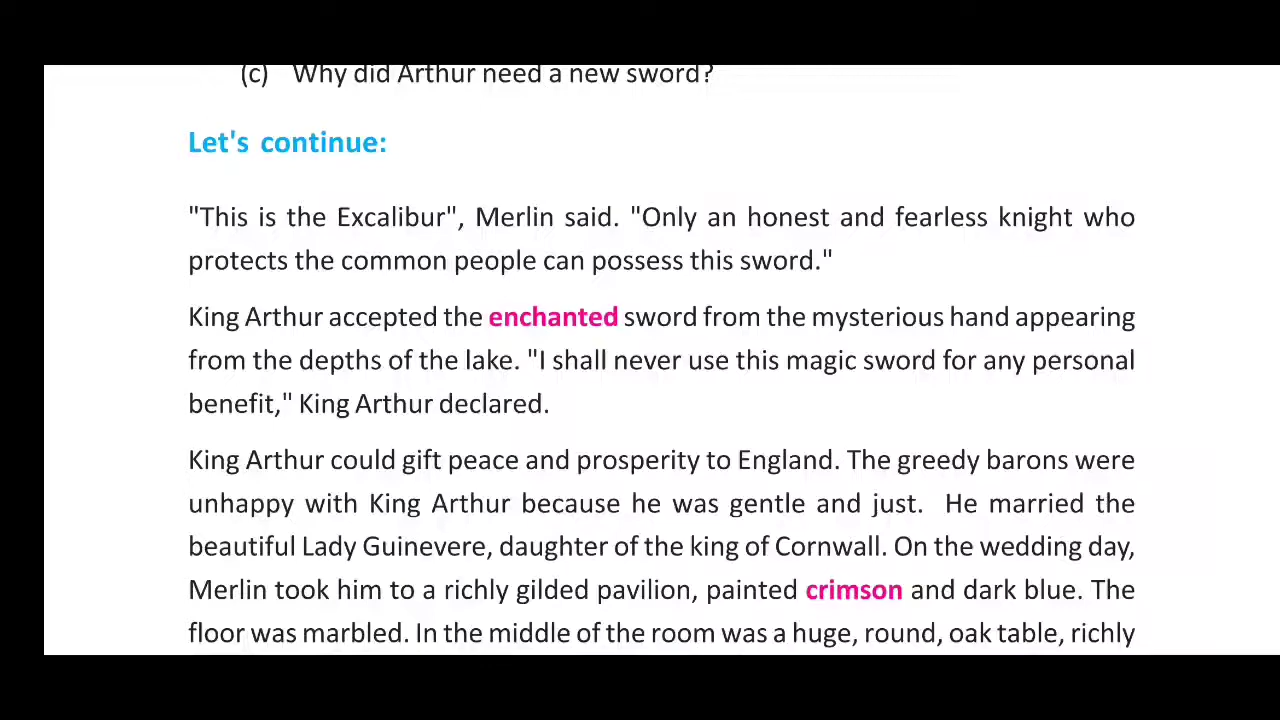 (c) Why did Arthur need a new sword?
Let's continue:
"This is the Excalibur", Merlin said. "Only an honest and fearless knight who
protects the common people can possess this sword."
King Arthur accepted the enchanted sword from the mysterious hand appearing
from the depths of the lake. "I shall never use this magic sword for any personal
benefit," King Arthur declared.
King Arthur could gift peace and prosperity to England. The greedy barons were
unhappy with King Arthur because he was gentle and just. He married the
beautiful Lady Guinevere, daughter of the king of Cornwall. On the wedding day,
Merlin took him to a richly gilded pavilion, painted crimson and dark blue. The
floor was marbled. In the middle of the room was a huge, round, oak table, richly